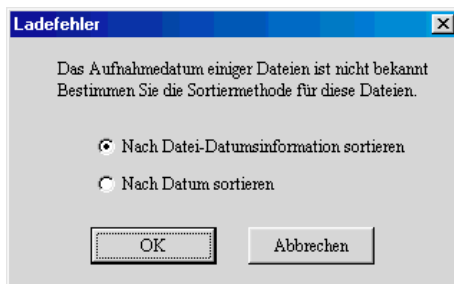 Ladefehler
Das Aufnahmedatum einiger Dateien ist nicht bekannt
Bestimmen Sie die Sortiermethode für diese Dateien.
Nach Datei-Datumsinformation sortieren
Nach Datum sortieren
OK
Abbrechen